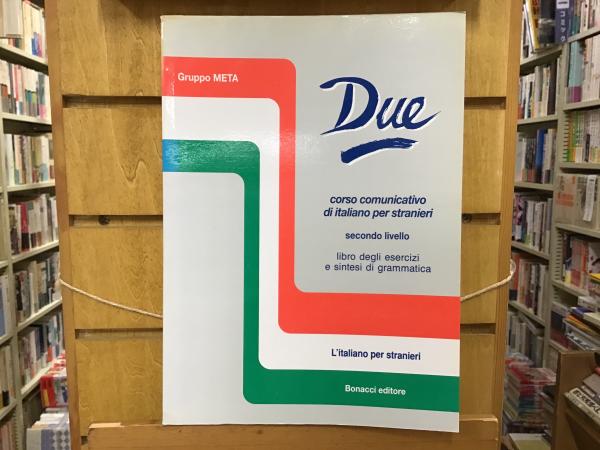 Gruppo META
Due
corso comunicativo
di italiano per stranieri
secondo livello
libro degli esercizi
e sintesi di grammatica
L'italiano per stranieri
Bonacci editore